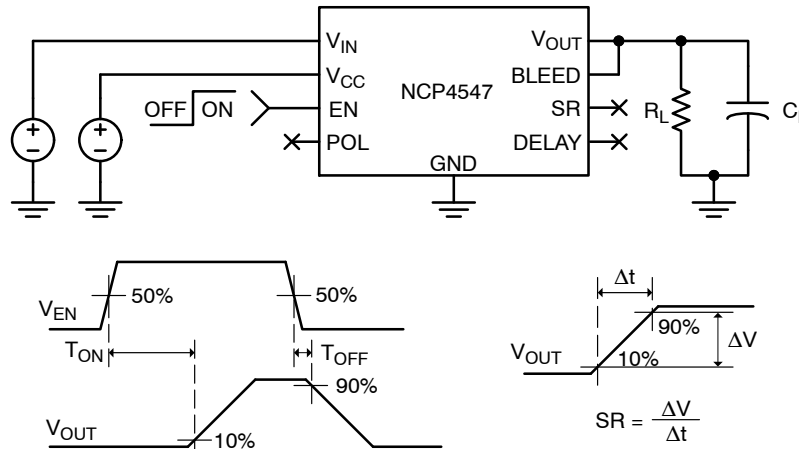 V_IN
V_CC
EN
POL
OFF ON
NCP4547
GND
V_OUT
BLEED
SR
DELAY
R_L
+
−
+
−
V_EN
50%
50%
T_ON
T_OFF
90%
V_OUT
10%
Δt
90%
ΔV
V_OUT
10%
SR = ΔV
Δt